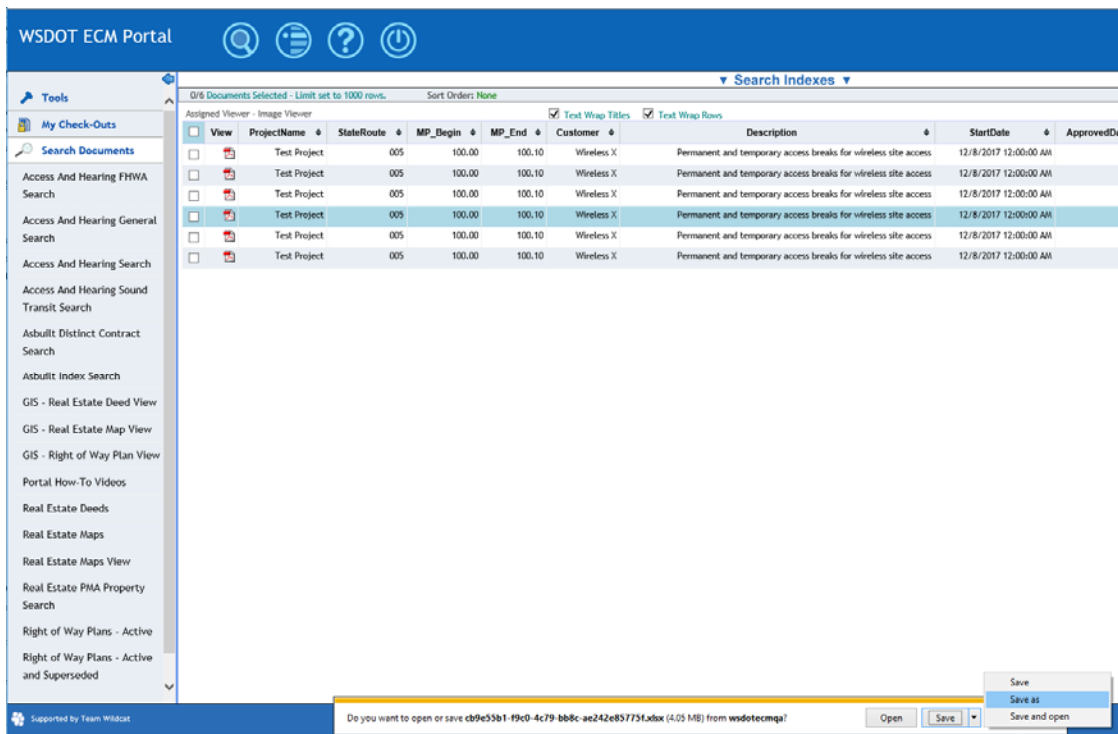 WSDOT ECM Portal
▼ Search Indexes ▼
Tools
My Check-Outs
Search Documents
Access And Hearing FHWA
Search
Access And Hearing General
Search
Access And Hearing Search
Access And Hearing Sound
Transit Search
Asbuilt Distinct Contract
Search
Asbuilt Index Search
GIS - Real Estate Deed View
GIS - Real Estate Map View
GIS - Right of Way Plan View
Portal How-To Videos
Real Estate Deeds
Real Estate Maps
Real Estate Maps View
Real Estate PMA Property
Search
Right of Way Plans - Active
Right of Way Plans - Active
and Superseded
0/6 Documents Selected - Limit set to 1000 rows. Sort Order: None
Assigned Viewer - Image Viewer Text Wrap Titles Text Wrap Rows
View ProjectName StateRoute MP_Begin MP_End Customer Description StartDate ApprovedDa
Test Project 005 100.00 100.10 Wireless X Permanent and temporary access breaks for wireless site access 12/8/2017 12:00:00 AM
Test Project 005 100.00 100.10 Wireless X Permanent and temporary access breaks for wireless site access 12/8/2017 12:00:00 AM
Test Project 005 100.00 100.10 Wireless X Permanent and temporary access breaks for wireless site access 12/8/2017 12:00:00 AM
Test Project 005 100.00 100.10 Wireless X Permanent and temporary access breaks for wireless site access 12/8/2017 12:00:00 AM
Test Project 005 100.00 100.10 Wireless X Permanent and temporary access breaks for wireless site access 12/8/2017 12:00:00 AM
Test Project 005 100.00 100.10 Wireless X Permanent and temporary access breaks for wireless site access 12/8/2017 12:00:00 AM
Save
Save as
Save and open
Supported by Team Wildcat
Do you want to open or save cb9e55b1-f9c0-4c79-bb8c-ae242e85775f.xlsx (4.05 MB) from wsdotecmqa? Open Save